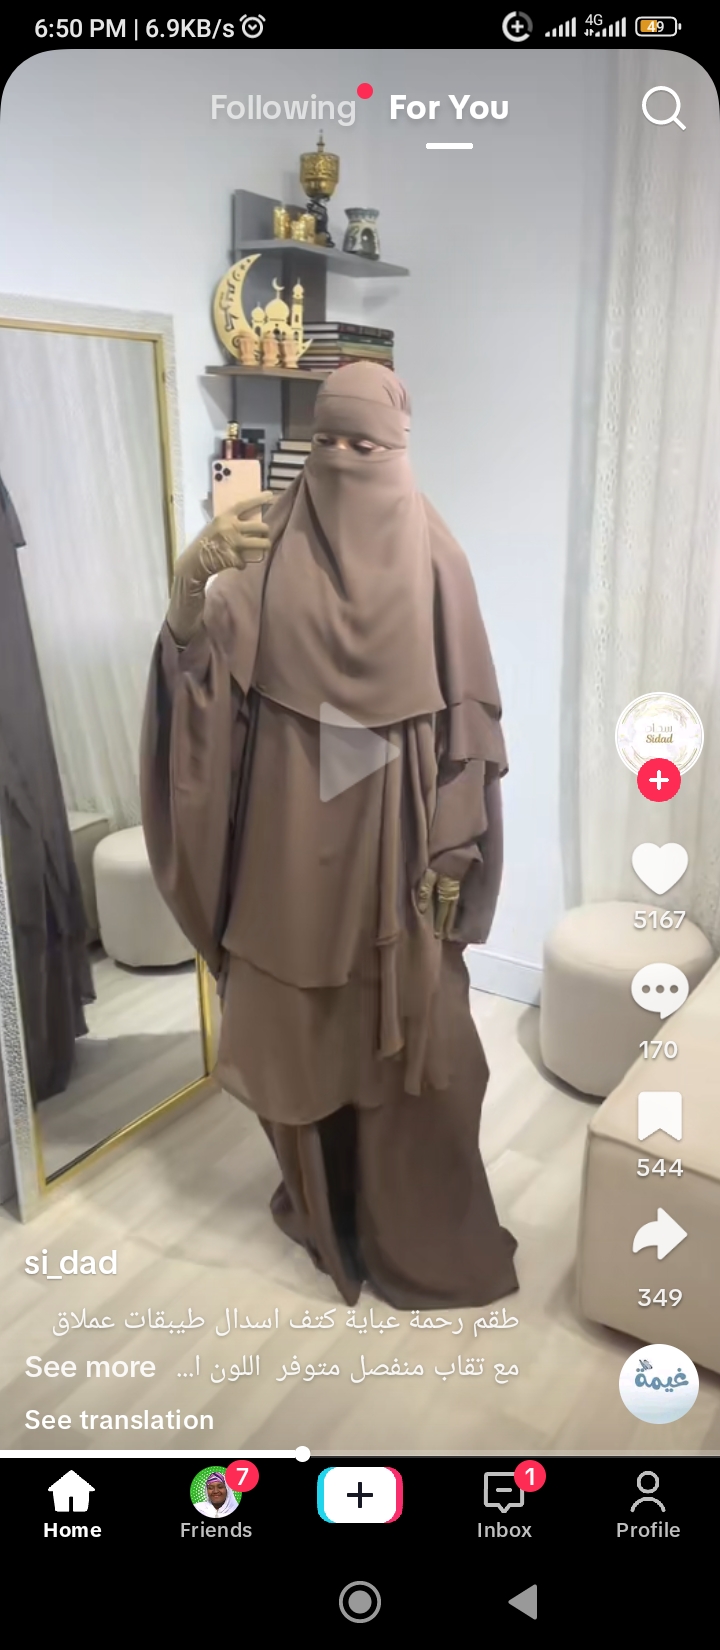 6:50 PM | 6.9KB/s
4G
49
Following
For You
كريم
سداد
Sidad
5167
170
544
349
si_dad
طقم رحمة عباية كتف اسدال طيبقات عملاق
مع تقاب منفصل متوفر اللون ا... See more
غيمة
See translation
7
1
Home
Friends
Inbox
Profile